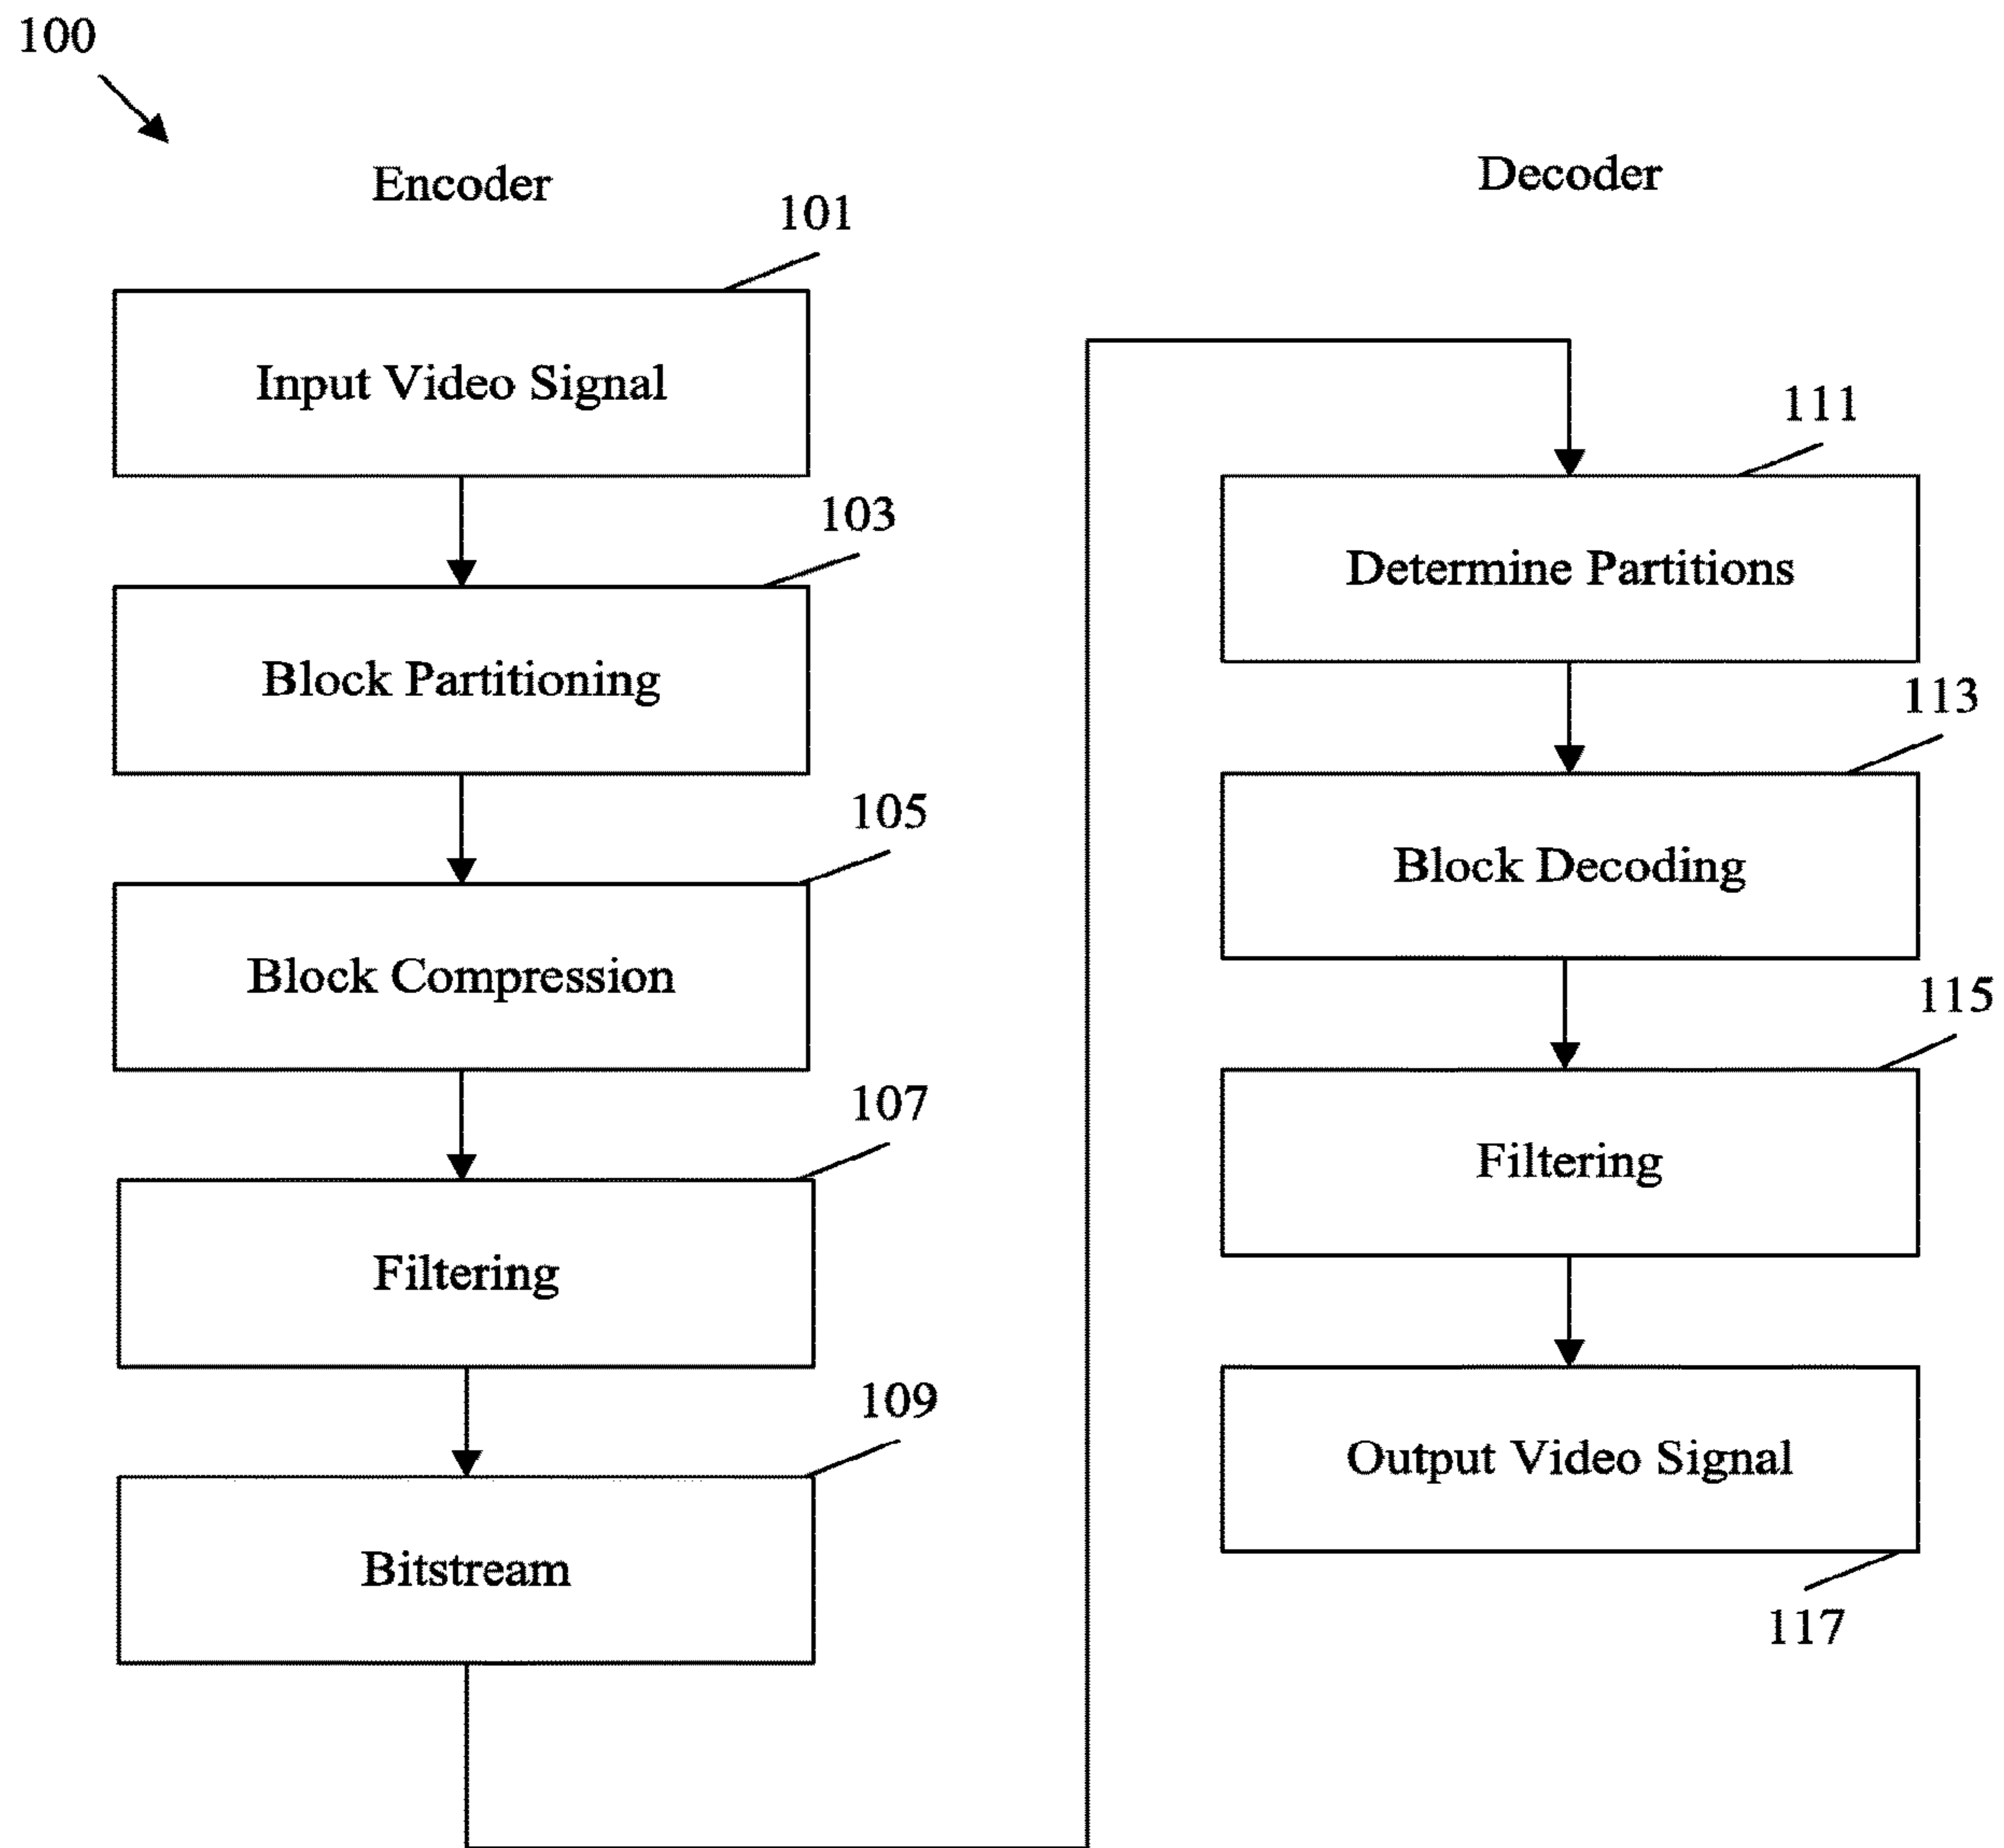 100
Encoder
101
Input Video Signal
103
Block Partitioning
105
Block Compression
107
Filtering
109
Bitstream
Decoder
111
Determine Partitions
113
Block Decoding
115
Filtering
Output Video Signal
117